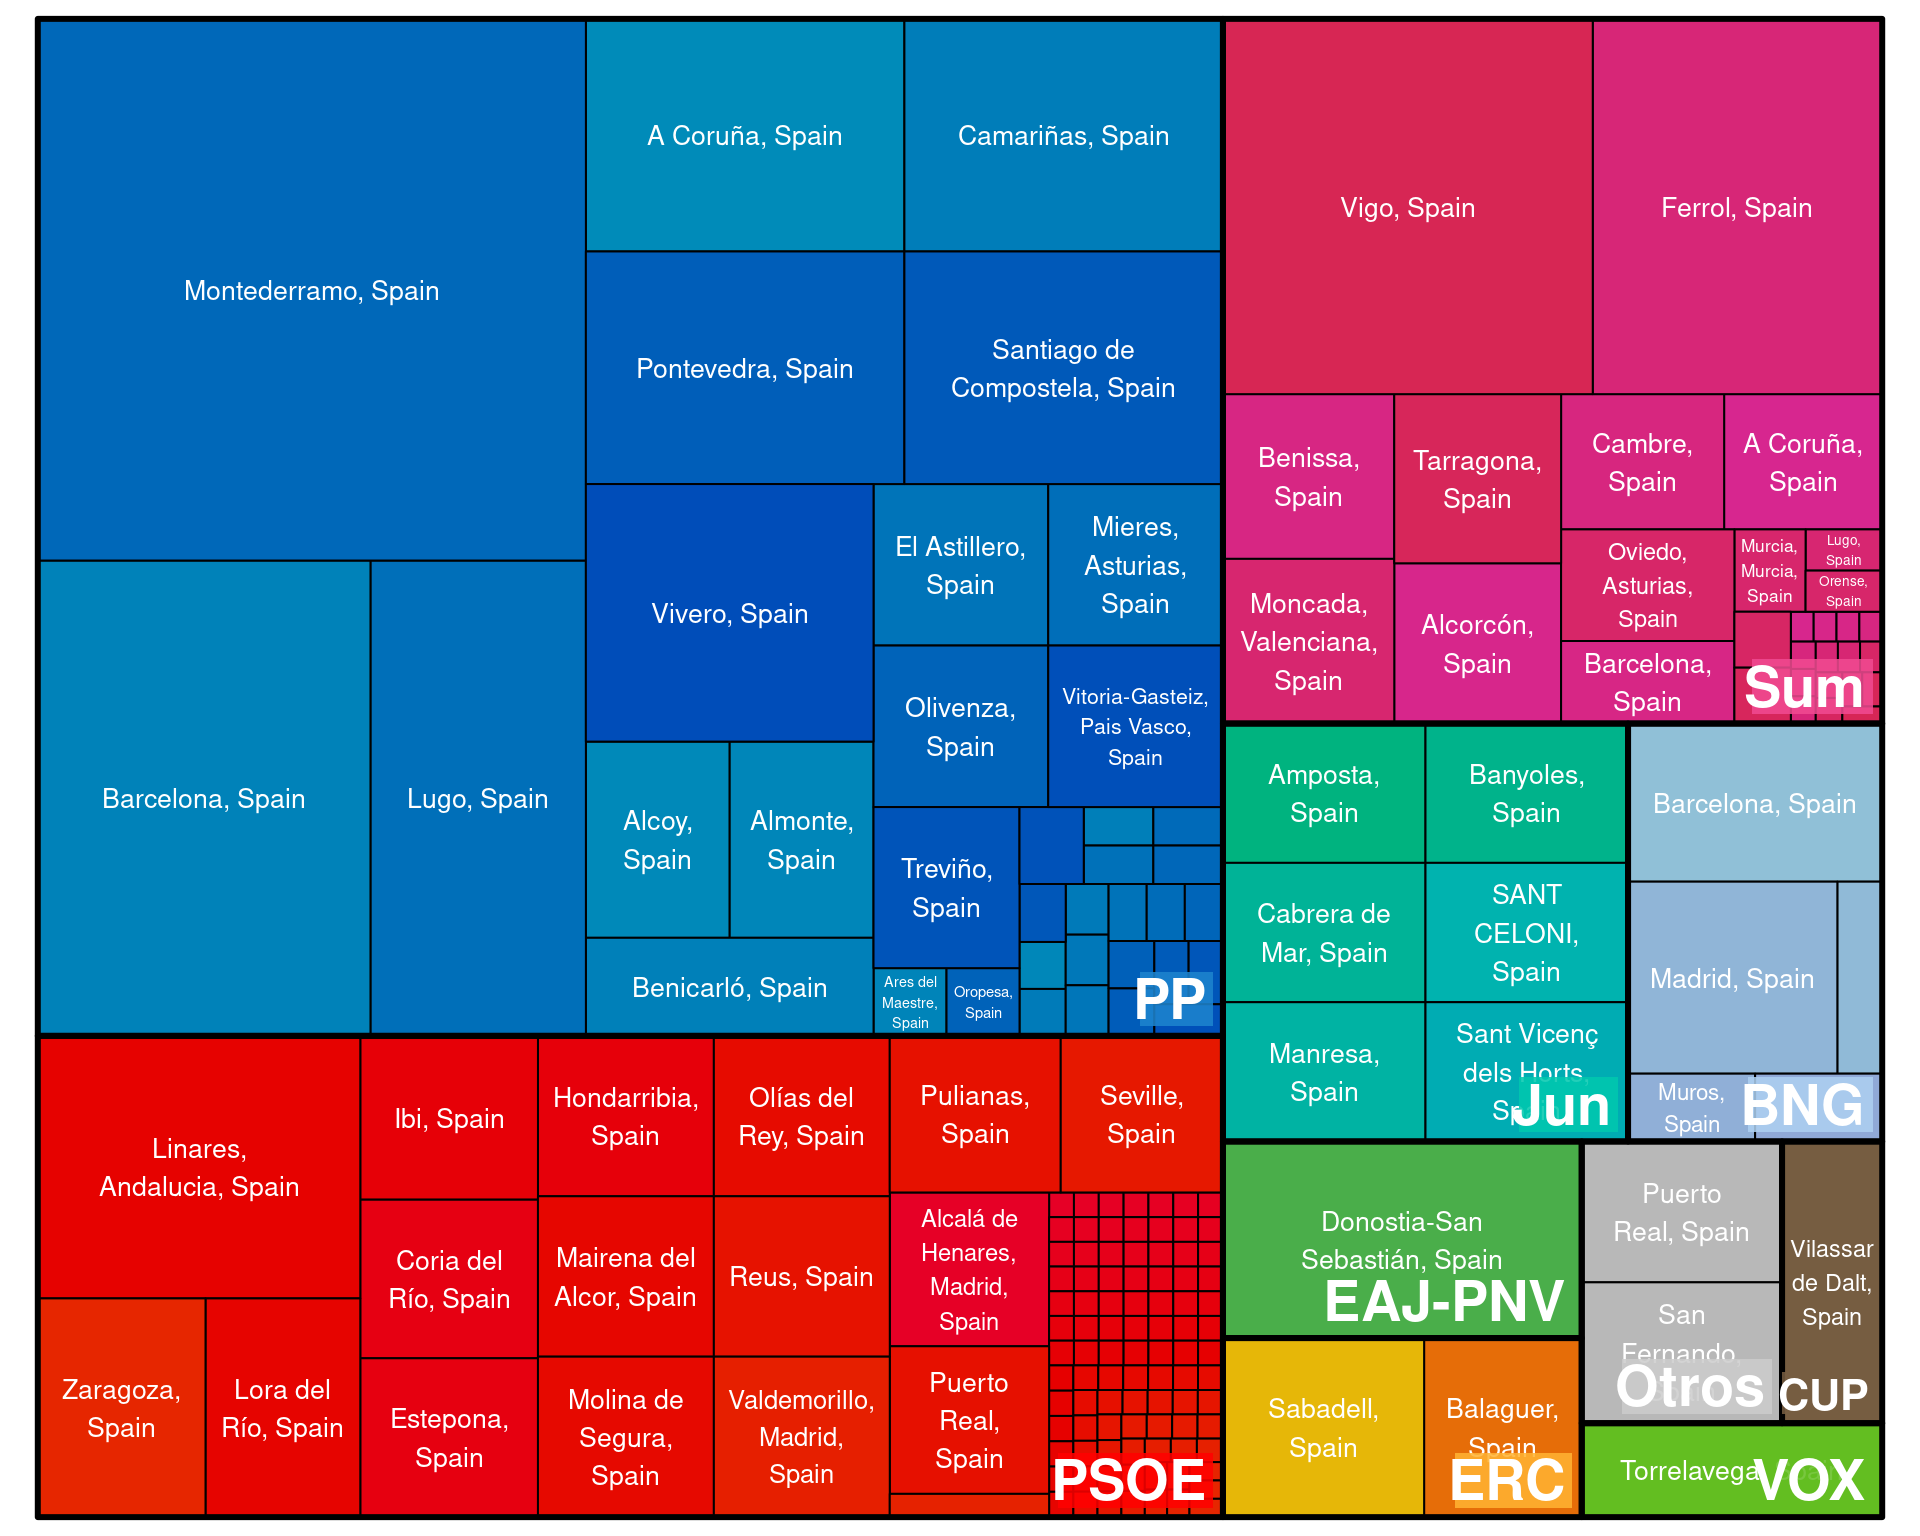 Montederramo, Spain
A Coruña, Spain
Camariñas, Spain
Pontevedra, Spain
Santiago de
Compostela, Spain
Barcelona, Spain
Lugo, Spain
Vivero, Spain
El Astillero,
Spain
Mieres,
Asturias,
Spain
Olivenza,
Spain
Vitoria-Gasteiz,
Pais Vasco,
Spain
Alcoy,
Spain
Almonte,
Spain
Benicarló, Spain
Treviño,
Spain
Ares del
Maestre,
Spain
Oropesa,
Spain
PP
Vigo, Spain
Ferrol, Spain
Benissa,
Spain
Tarragona,
Spain
Cambre,
Spain
A Coruña,
Spain
Moncada,
Valenciana,
Spain
Alcorcón,
Spain
Oviedo,
Asturias,
Spain
Murcia,
Murcia,
Spain
Lugo,
Spain
Orense,
Spain
Barcelona,
Spain
Sum
Amposta,
Spain
Banyoles,
Spain
Cabrera de
Mar, Spain
SANT
CELONI,
Spain
Manresa,
Spain
Sant Vicenç
dels Horts,
Spain
Jun
Barcelona, Spain
Madrid, Spain
Muros,
Spain
BNG
Linares,
Andalucia, Spain
Zaragoza,
Spain
Lora del
Río, Spain
Ibi, Spain
Coria del
Río, Spain
Estepona,
Spain
Hondarribia,
Spain
Mairena del
Alcor, Spain
Molina de
Segura,
Spain
Olías del
Rey, Spain
Reus, Spain
Valdemorillo,
Madrid,
Spain
Pulianas,
Spain
Seville,
Spain
Alcalá de
Henares,
Madrid,
Spain
Puerto
Real,
Spain
PSOE
Donostia-San
Sebastián, Spain
EAJ-PNV
Sabadell,
Spain
Balaguer,
Spain
ERC
Puerto
Real, Spain
San
Fernando,
Otros
Vilassar
de Dalt,
Spain
CUP
Torrelavega
VOX